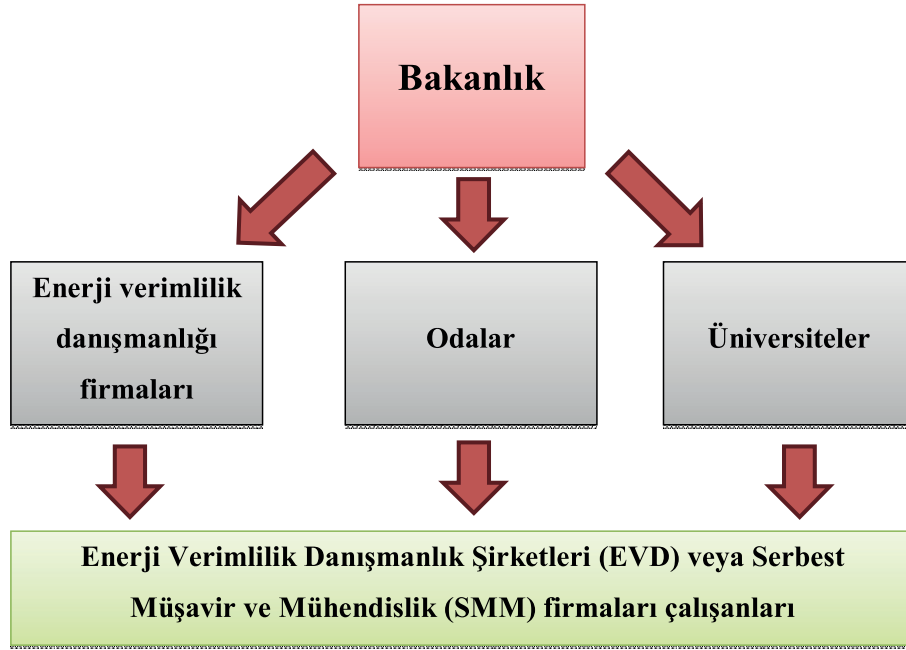 Bakanlık
Enerji verimlilik
danışmanlığı
firmaları
Odalar
Üniversiteler
Enerji Verimlilik Danışmanlık Şirketleri (EVD) veya Serbest
Müşavir ve Mühendislik (SMM) firmaları çalışanları